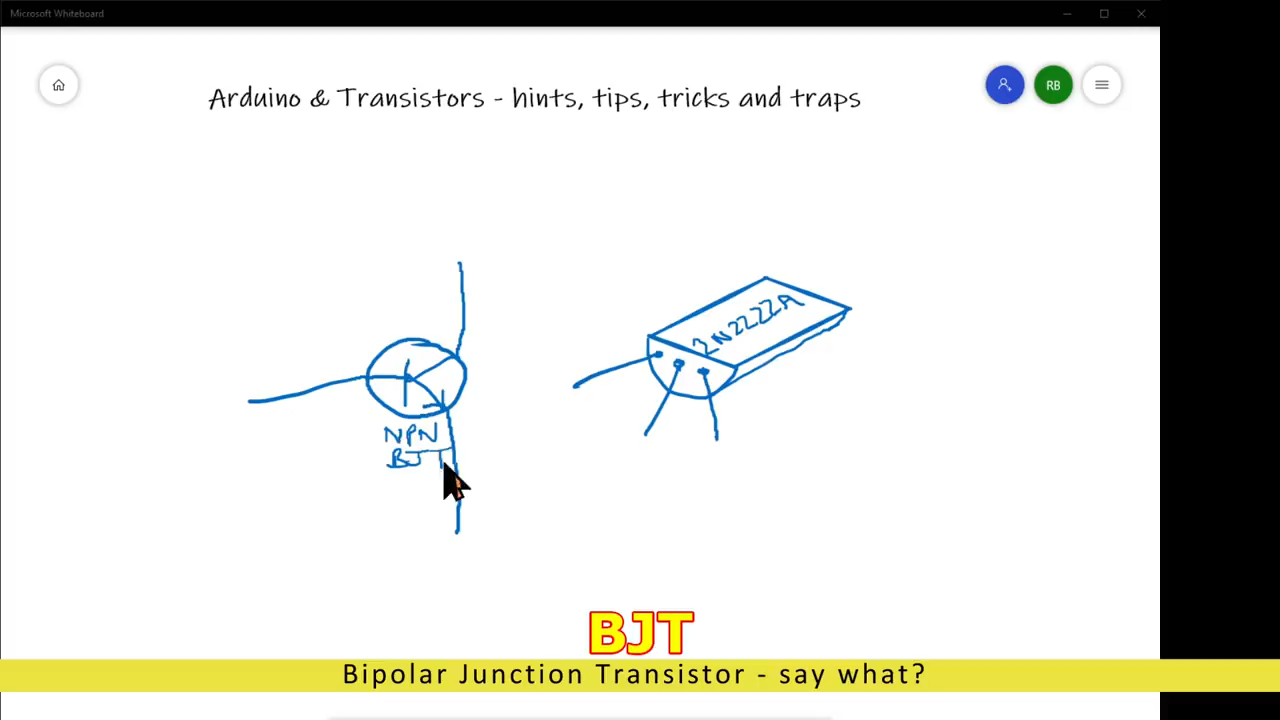 Microsoft Whiteboard
RB
Arduino & Transistors - hints, tips, tricks and traps
2N2222A
NPN
BJT
BJT
Bipolar Junction Transistor - say what?